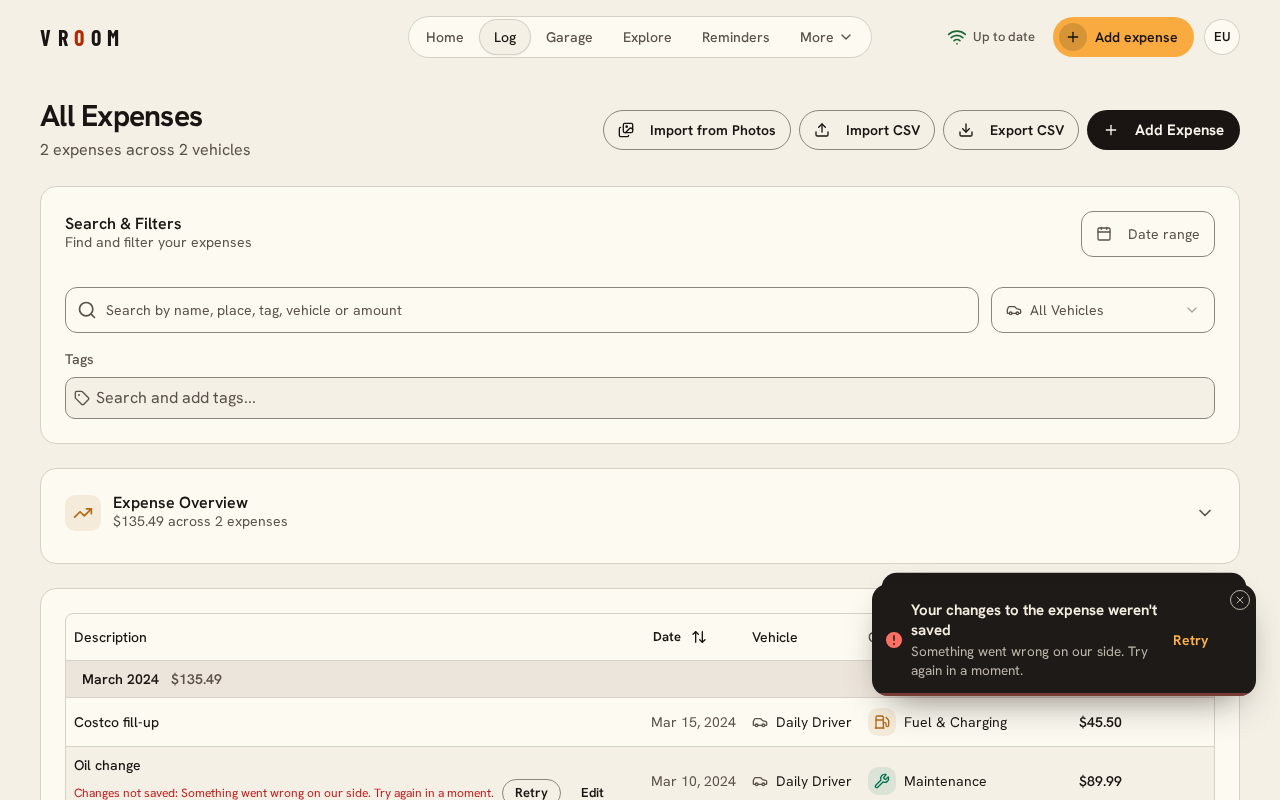 VROOM
Home
Log
Garage
Explore
Reminders
More
Up to date
Add expense
EU
All Expenses
2 expenses across 2 vehicles
Import from Photos
Import CSV
Export CSV
Add Expense
Search & Filters
Find and filter your expenses
Date range
Search by name, place, tag, vehicle or amount
All Vehicles
Tags
Search and add tags...
Expense Overview
$135.49 across 2 expenses
Your changes to the expense weren't
saved
Something went wrong on our side. Try
again in a moment.
Retry
Description
Date
Vehicle
March 2024 $135.49
Costco fill-up
Mar 15, 2024
Daily Driver
Fuel & Charging
$45.50
Oil change
Changes not saved: Something went wrong on our side. Try again in a moment.
Retry
Edit
Mar 10, 2024
Daily Driver
Maintenance
$89.99